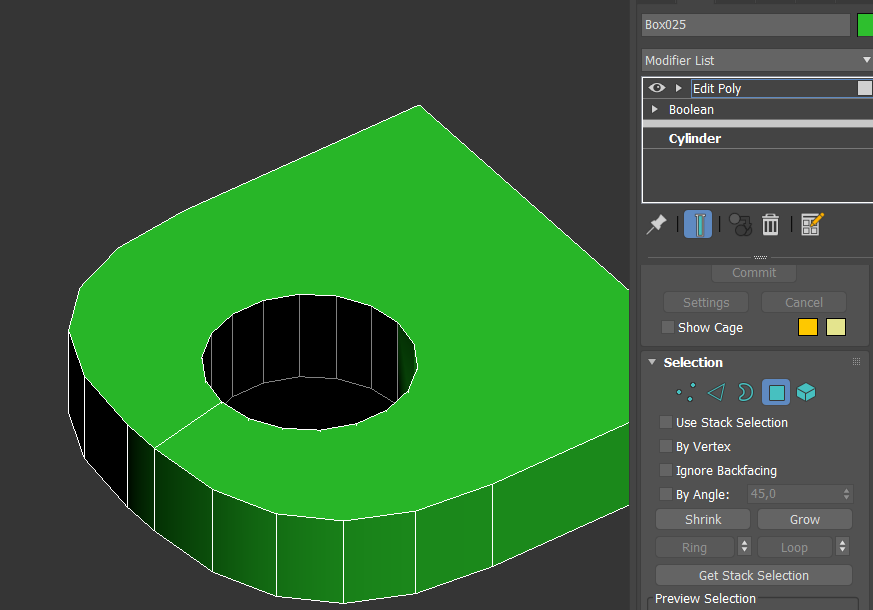 Box025
Modifier List
Edit Poly
Boolean
Cylinder
Commit
Settings Cancel
Show Cage
Selection
Use Stack Selection
By Vertex
Ignore Backfacing
By Angle: 45,0
Shrink Grow
Ring Loop
Get Stack Selection
Preview Selection